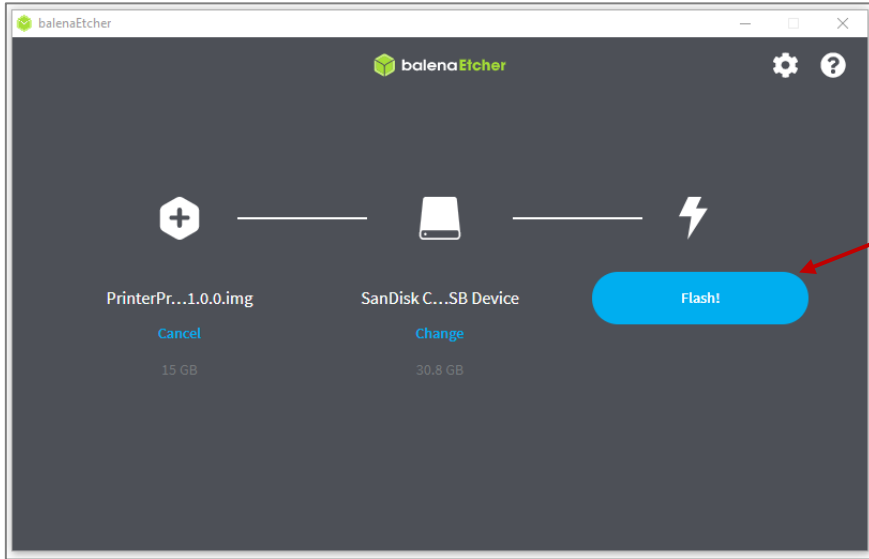 balenaEtcher
balenaEtcher
PrinterPr...1.0.0.img
SanDisk C...SB Device
Flash!
Cancel
Change
15 GB
30.8 GB